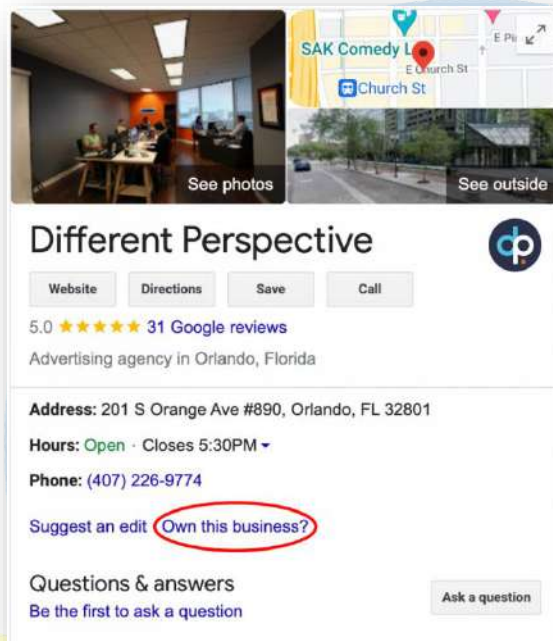 SAK Comedy L
E Pi
E Church St
Church St
See photos
See outside
Different Perspective
dp.
Website Directions Save Call
5.0 ★★★★★ 31 Google reviews
Advertising agency in Orlando, Florida
Address: 201 S Orange Ave #890, Orlando, FL 32801
Hours: Open · Closes 5:30PM
Phone: (407) 226-9774
Suggest an edit Own this business?
Questions & answers
Ask a question
Be the first to ask a question